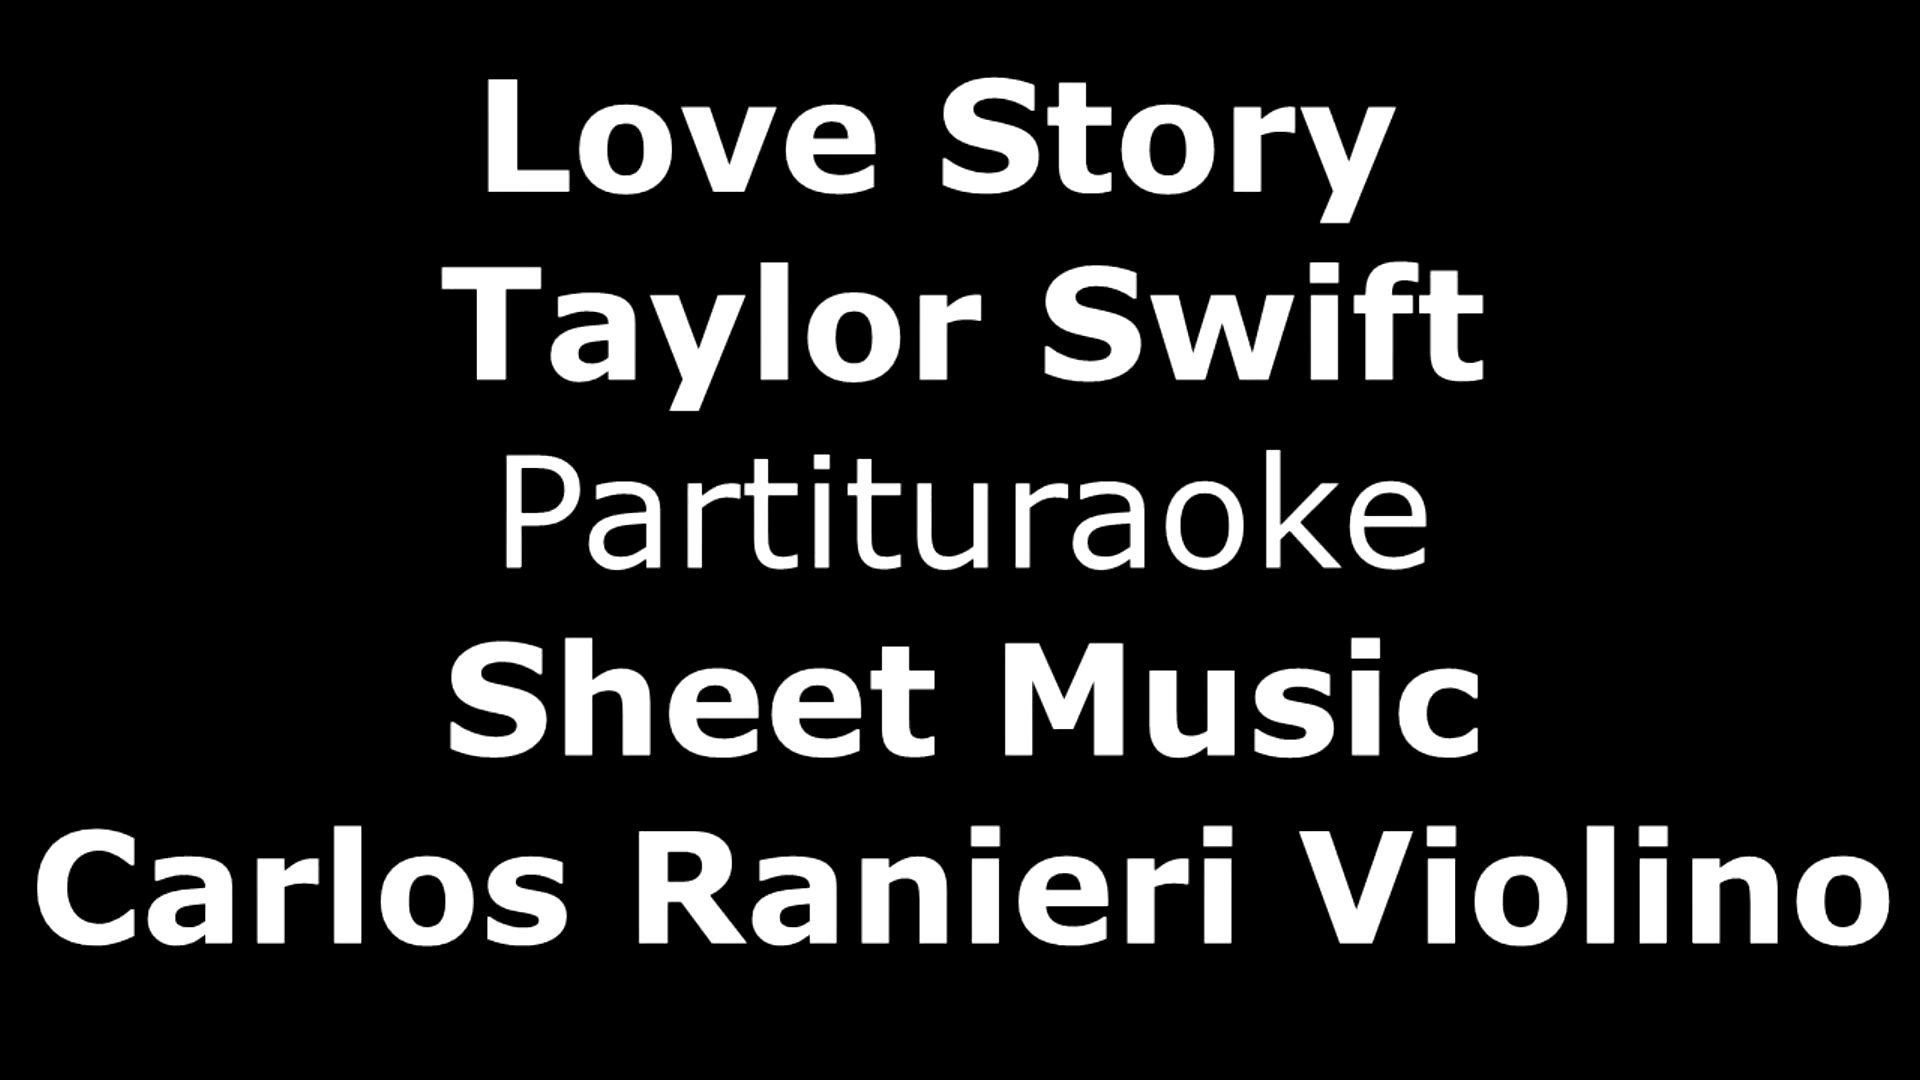 Love Story
Taylor Swift
Partituraoke
Sheet Music
Carlos Ranieri Violino